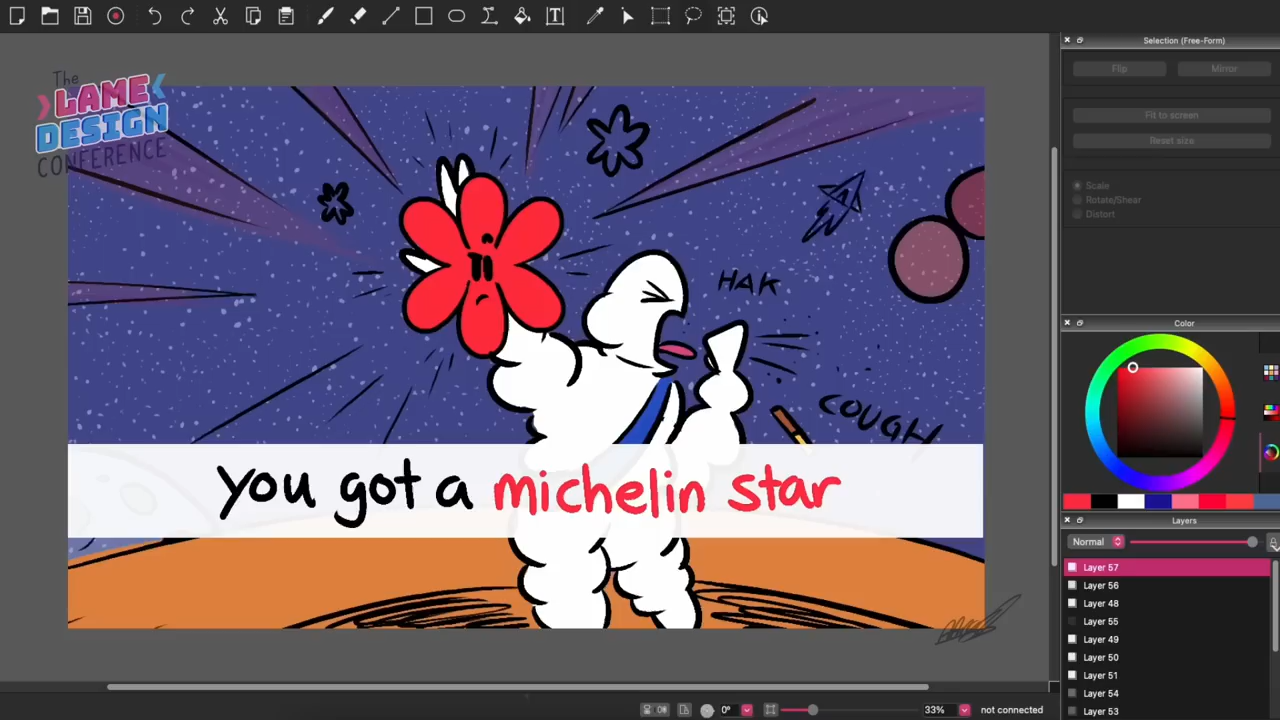 Selection (Free-Form)
Flip
Mirror
Fit to screen
Reset size
Scale
Rotate/Shear
Distort
The
LAME
DESIGN
CONFERENCE
HAK
COUGH
you got a michelin star
Color
Layers
Normal
Layer 57
Layer 56
Layer 48
Layer 55
Layer 49
Layer 50
Layer 51
Layer 54
Layer 53
0°
33%
not connected